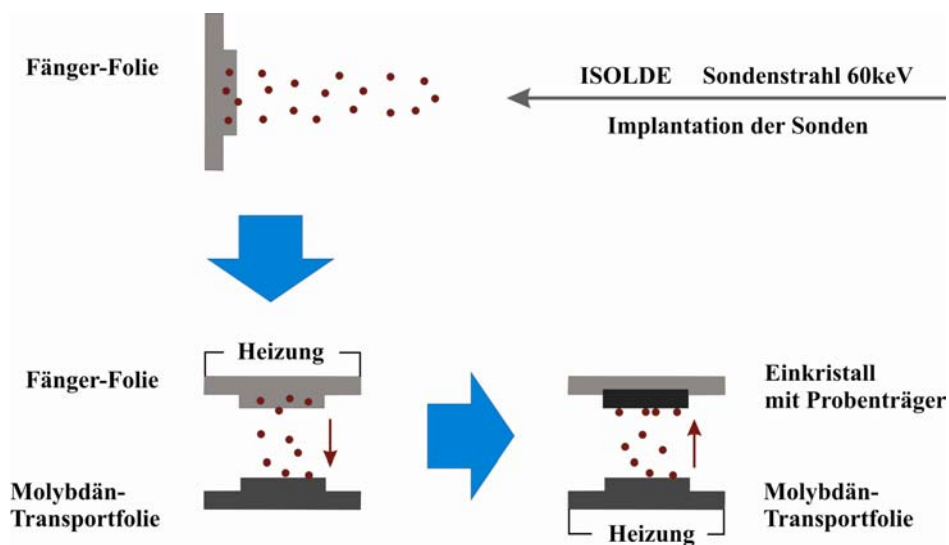 Fänger-Folie
ISOLDE Sondenstrahl 60keV
Implantation der Sonden
Heizung
Fänger-Folie
Molybdän-
Transportfolie
Einkristall
mit Probenträger
Molybdän-
Transportfolie
Heizung